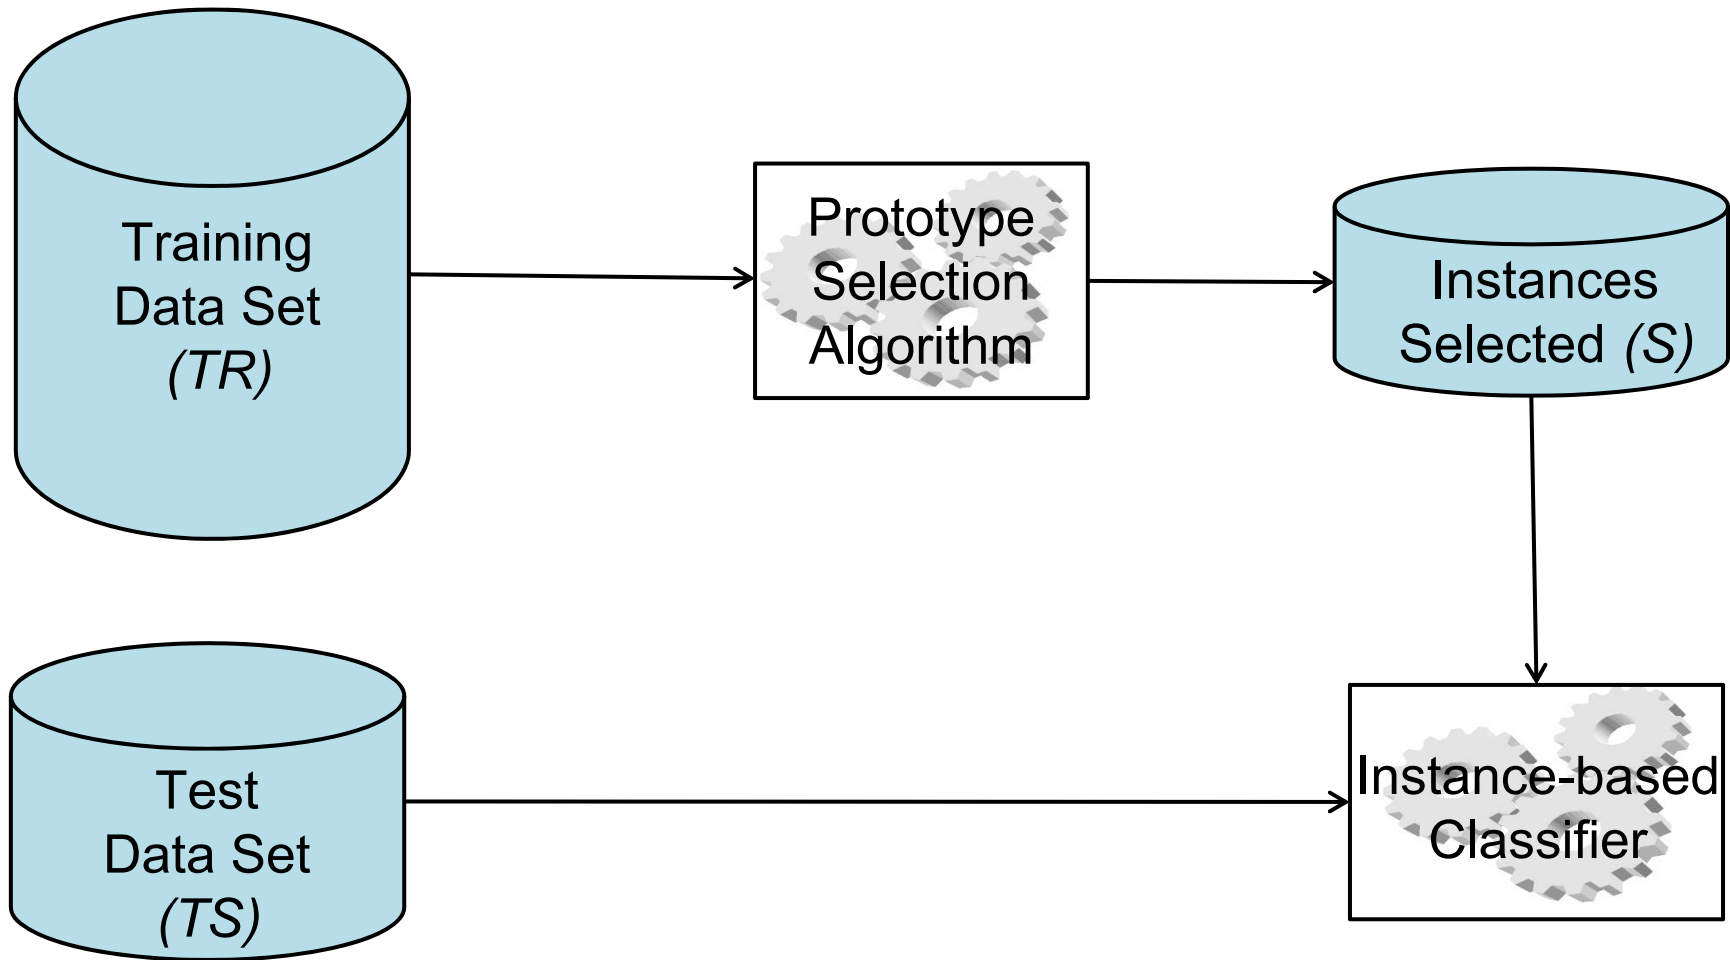 Training
Data Set
(TR)
Prototype
Selection
Algorithm
Instances
Selected (S)
Test
Data Set
(TS)
Instance-based
Classifier